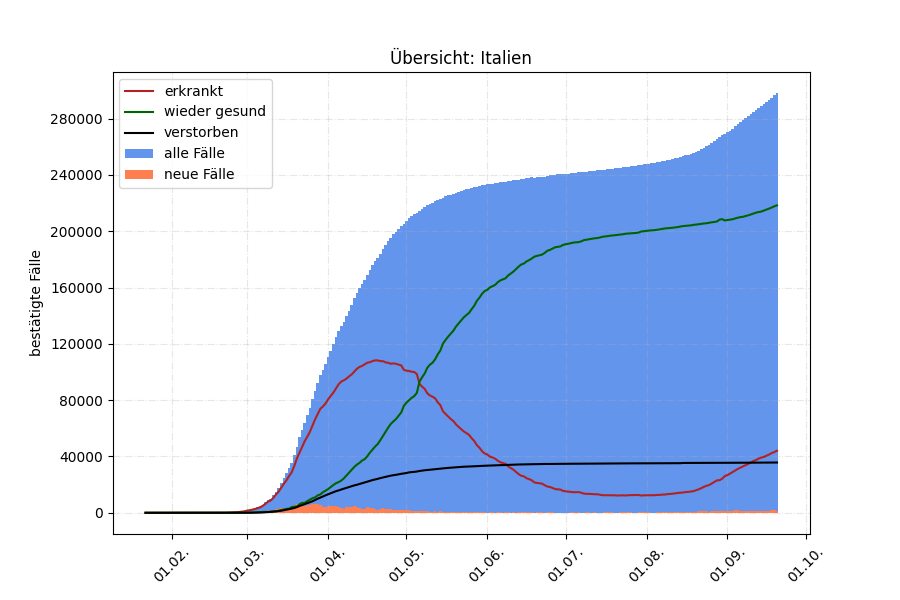 Übersicht: Italien
erkrankt
wieder gesund
verstorben
alle Fälle
neue Fälle
bestätigte Fälle
280000
240000
200000
160000
120000
80000
40000
0
01.02.
01.03.
01.04.
01.05.
01.06.
01.07.
01.08.
01.09.
01.10.